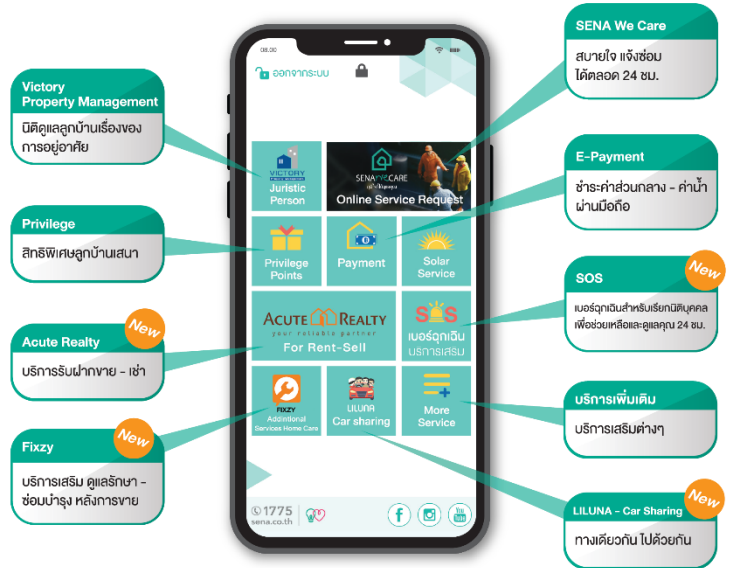 SENA We Care
สบายใจ แจ้งซ่อม
ได้ตลอด 24 ชม.
Victory
Property Management
นิติดูแลลูกบ้านเรื่องของ
การอยู่อาศัย
E-Payment
ชำระค่าส่วนกลาง - ค่าน้ำ
ผ่านมือถือ
Privilege
สิทธิพิเศษลูกบ้านเสนา
New
SOS
เบอร์ฉุกเฉินสำหรับเรียกนิติบุคคล
เพื่อช่วยเหลือและดูแลคุณ 24 ชม.
New
Acute Realty
บริการรับฝากขาย - เช่า
บริการเพิ่มเติม
บริการเสริมต่างๆ
New
Fixzy
บริการเสริม ดูแลรักษา -
ซ่อมบำรุง หลังการขาย
New
LILUNA - Car Sharing
ทางเดียวกัน ไปด้วยกัน
08.00
ออกจากระบบ
VICTORY
Juristic
Person
SENA we CARE
Online Service Request
Privilege
Points
Payment
Solar
Service
ACUTE REALTY
your reliable partner
For Rent-Sell
SOS
เบอร์ฉุกเฉิน
บริการเสริม
FIXZY
Addintional
Services Home Care
LILUNA
Car sharing
More
Service
1775
sena.co.th
You
Tube